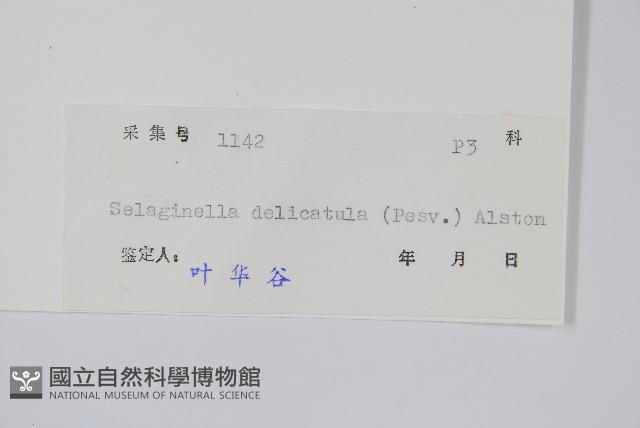 采集号 1142 P3 科
Selaginella delicatula (Pesv.) Alston
鉴定人: 叶华谷 年 月 日
國立自然科學博物館
NATIONAL MUSEUM OF NATURAL SCIENCE